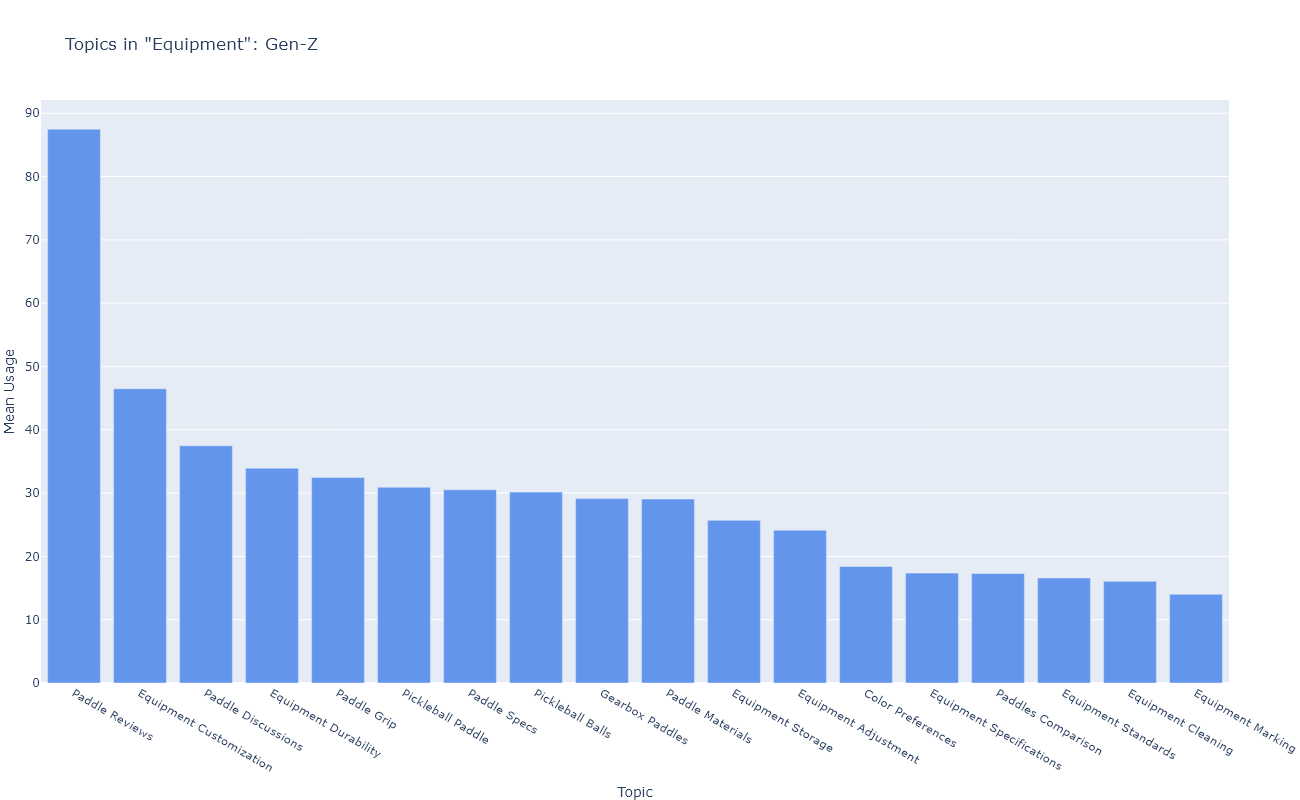 Topics in "Equipment": Gen-Z
90
80
70
60
50
40
30
20
10
0
Mean Usage
Paddle Reviews
Equipment Customization
Paddle Discussions
Equipment Durability
Paddle Grip
Pickleball Paddle
Paddle Specs
Pickleball Balls
Gearbox Paddles
Paddle Materials
Equipment Storage
Equipment Adjustment
Color Preferences
Equipment Specifications
Paddles Comparison
Equipment Standards
Equipment Cleaning
Equipment Marking
Topic